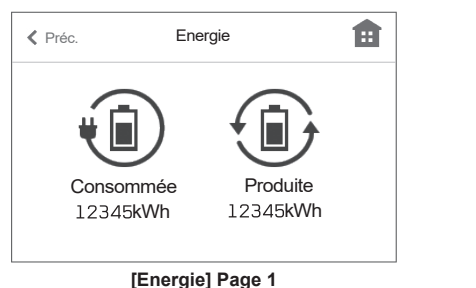 Préc.
Energie
Consommée
Produite
12345kWh
12345kWh
[Energie] Page 1